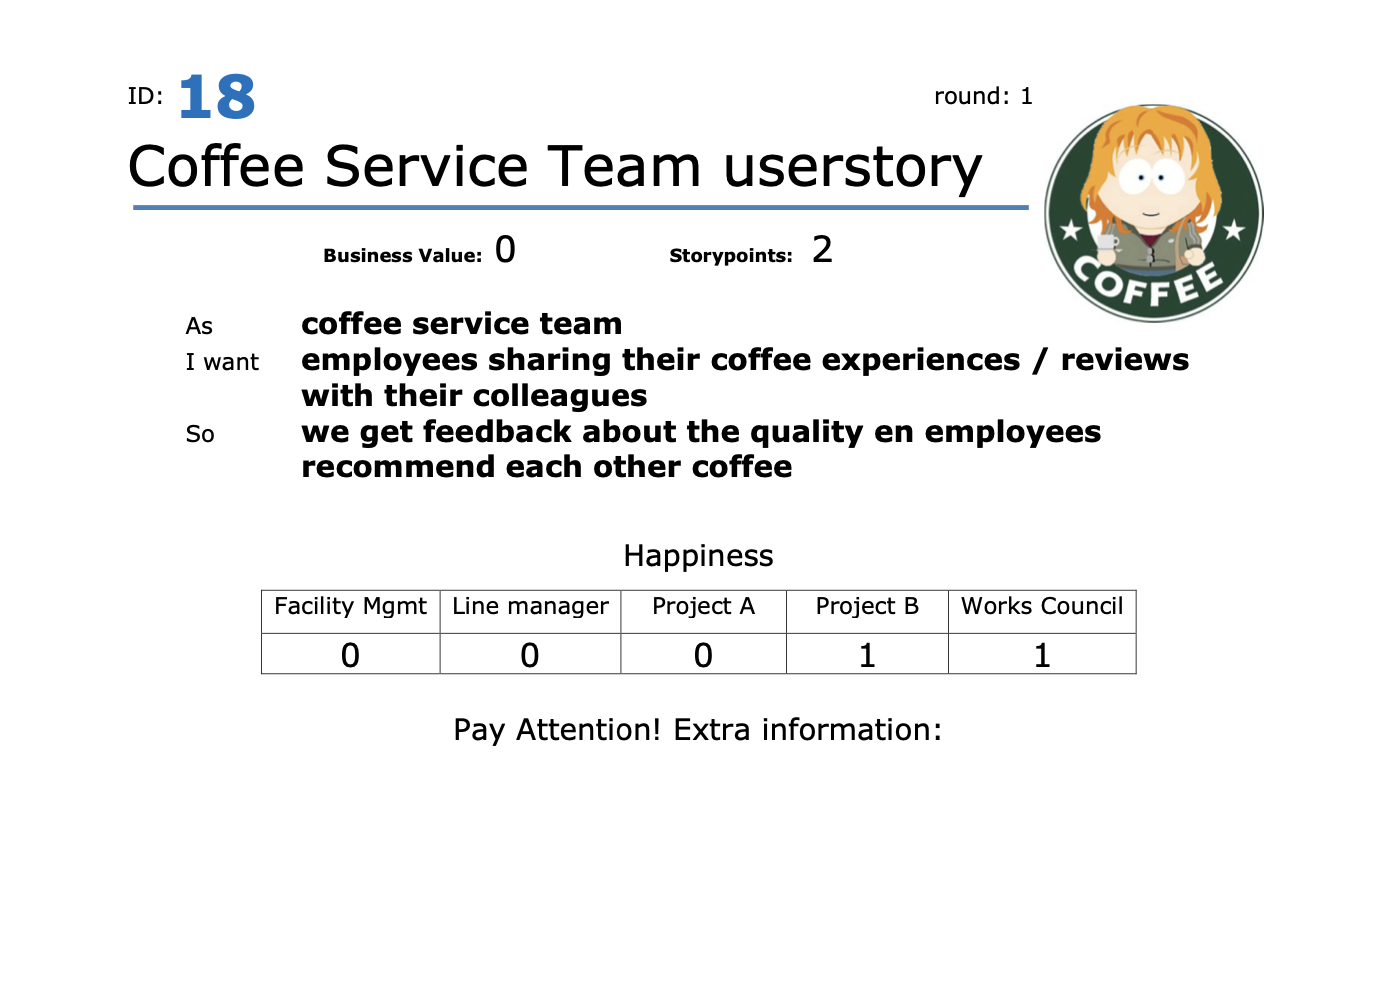 ID: 18
round: 1
Coffee Service Team userstory
Business Value: 0
Storypoints: 2
COFFEE
As coffee service team
I want employees sharing their coffee experiences / reviews
with their colleagues
So we get feedback about the quality en employees
recommend each other coffee
Happiness
Facility Mgmt Line manager Project A Project B Works Council
0 0 0 1 1
Pay Attention! Extra information: